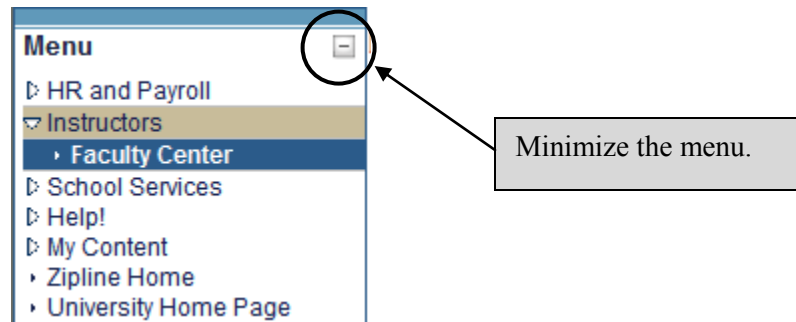 Menu
HR and Payroll
Instructors
Faculty Center
School Services
Help!
My Content
Zipline Home
University Home Page
Minimize the menu.